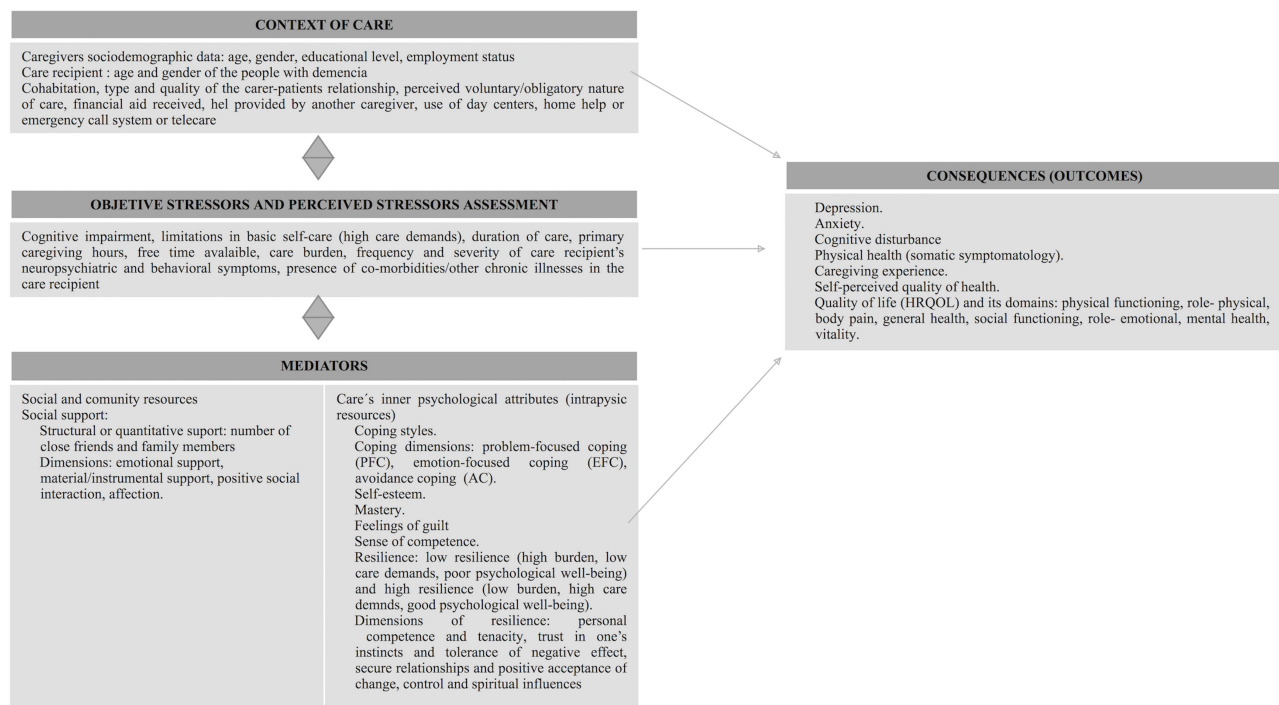 CONTEXT OF CARE
Caregivers sociodemographic data: age, gender, educational level, employment status
Care recipient : age and gender of the people with demencia
Cohabitation, type and quality of the carer-patients relationship, perceived voluntary/obligatory nature
of care, financial aid received, hel provided by another caregiver, use of day centers, home help or
emergency call system or telecare
OBJETIVE STRESSORS AND PERCEIVED STRESSORS ASSESSMENT
Cognitive impairment, limitations in basic self-care (high care demands), duration of care, primary
caregiving hours, free time avalaible, care burden, frequency and severity of care recipient's
neuropsychiatric and behavioral symptoms, presence of co-morbidities/other chronic illnesses in the
care recipient
MEDIATORS
Social and comunity resources
Social support:
Structural or quantitative suport: number of
close friends and family members
Dimensions: emotional support,
material/instrumental support, positive social
interaction, affection.
Care´s inner psychological attributes (intrapysic
resources)
Coping styles.
Coping dimensions: problem-focused coping
(PFC), emotion-focused coping (EFC),
avoidance coping (AC).
Self-esteem.
Mastery.
Feelings of guilt
Sense of competence.
Resilience: low resilience (high burden, low
care demands, poor psychological well-being)
and high resilience (low burden, high care
demnds, good psychological well-being).
Dimensions of resilience: personal
competence and tenacity, trust in one's
instincts and tolerance of negative effect,
secure relationships and positive acceptance of
change, control and spiritual influences
CONSEQUENCES (OUTCOMES)
Depression.
Anxiety.
Cognitive disturbance
Physical health (somatic symptomatology).
Caregiving experience.
Self-perceived quality of health.
Quality of life (HRQOL) and its domains: physical functioning, role- physical,
body pain, general health, social functioning, role- emotional, mental health,
vitality.